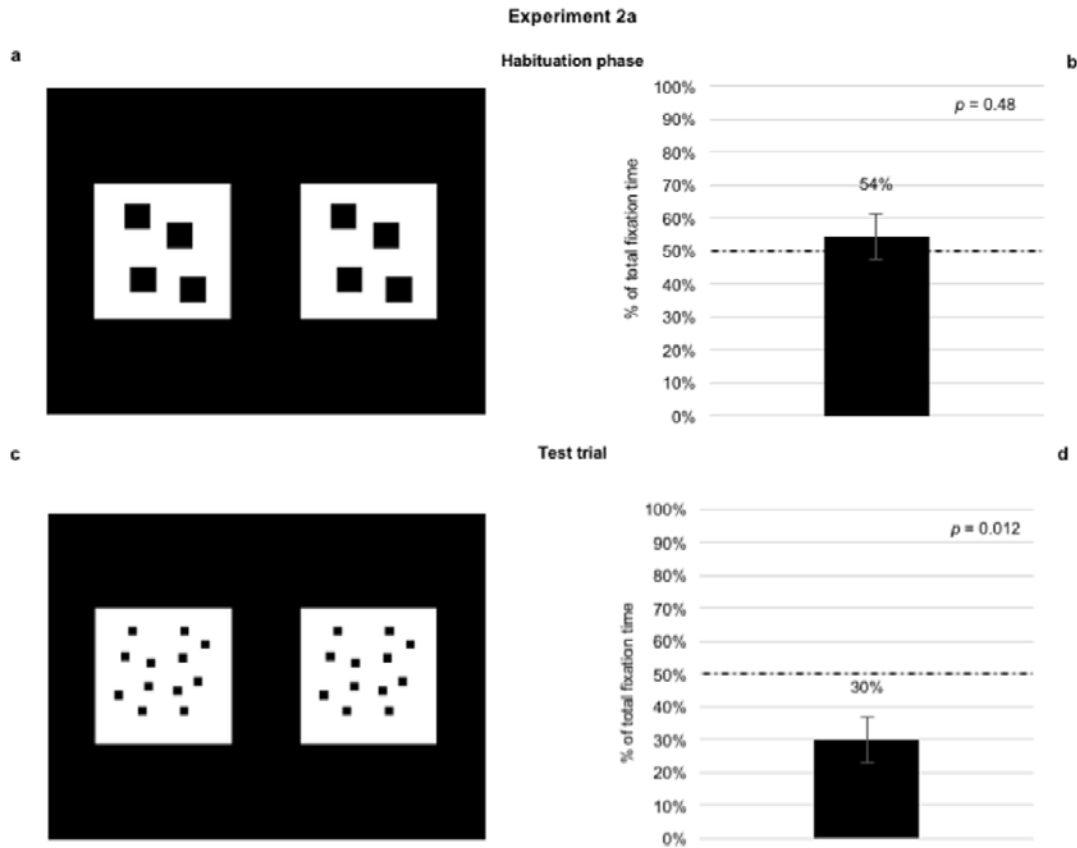 Experiment 2a
a
Habituation phase
b
100%
p = 0.48
90%
80%
70%
54%
60%
50%
40%
30%
20%
10%
0%
% of total fixation time
c
Test trial
d
100%
p = 0.012
90%
80%
70%
60%
50%
30%
40%
30%
20%
10%
0%
% of total fixation time